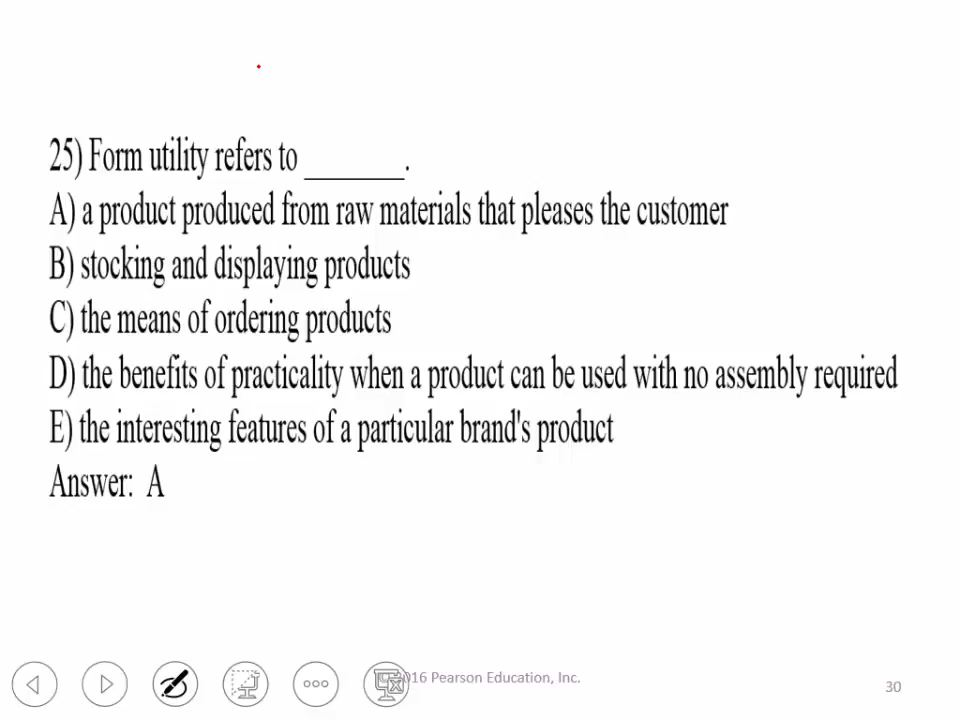 25) Form utility refers to _______.
A) a product produced from raw materials that pleases the customer
B) stocking and displaying products
C) the means of ordering products
D) the benefits of practicality when a product can be used with no assembly required
E) the interesting features of a particular brand's product
Answer: A
2016 Pearson Education, Inc.
30